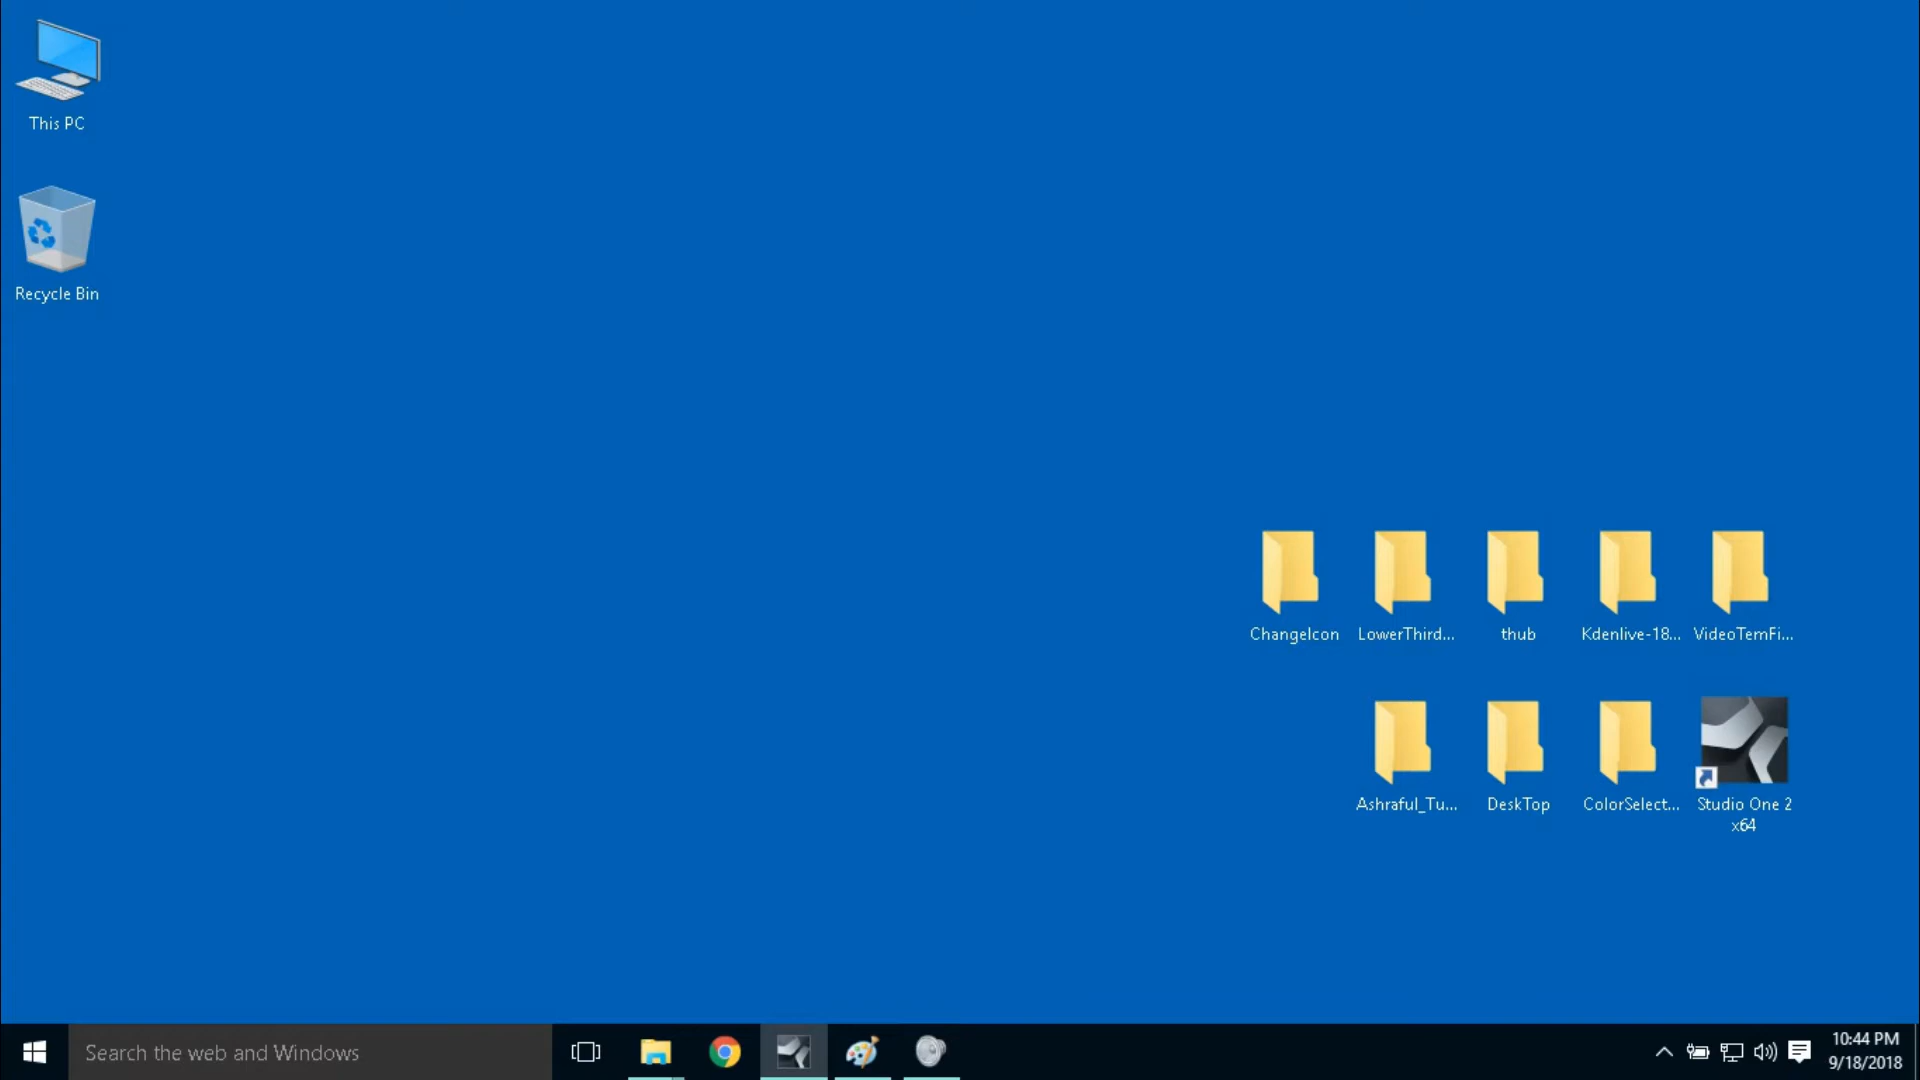 This PC
Recycle Bin
ChangeIcon
LowerThird...
thub
Kdenlive-18...
VideoTemFi...
Ashraful_Tu...
DeskTop
ColorSelect...
Studio One 2
x64
Search the web and Windows
10:44 PM
9/18/2018